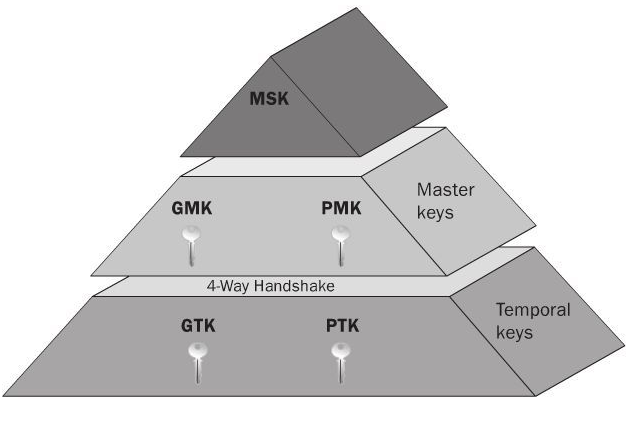 MSK
GMK
PMK
Master
keys
4-Way Handshake
GTK
PTK
Temporal
keys